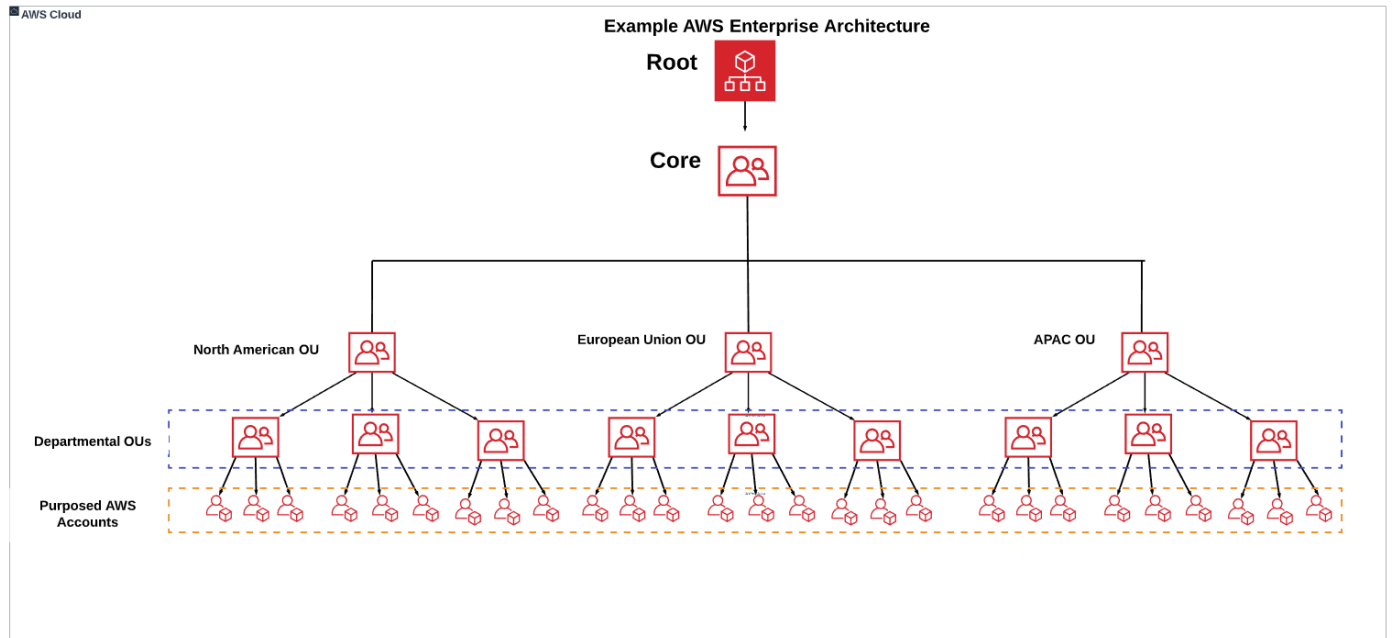 AWS Cloud
Example AWS Enterprise Architecture
Root
Core
North American OU
European Union OU
APAC OU
Departmental OUs
Purposed AWS
Accounts